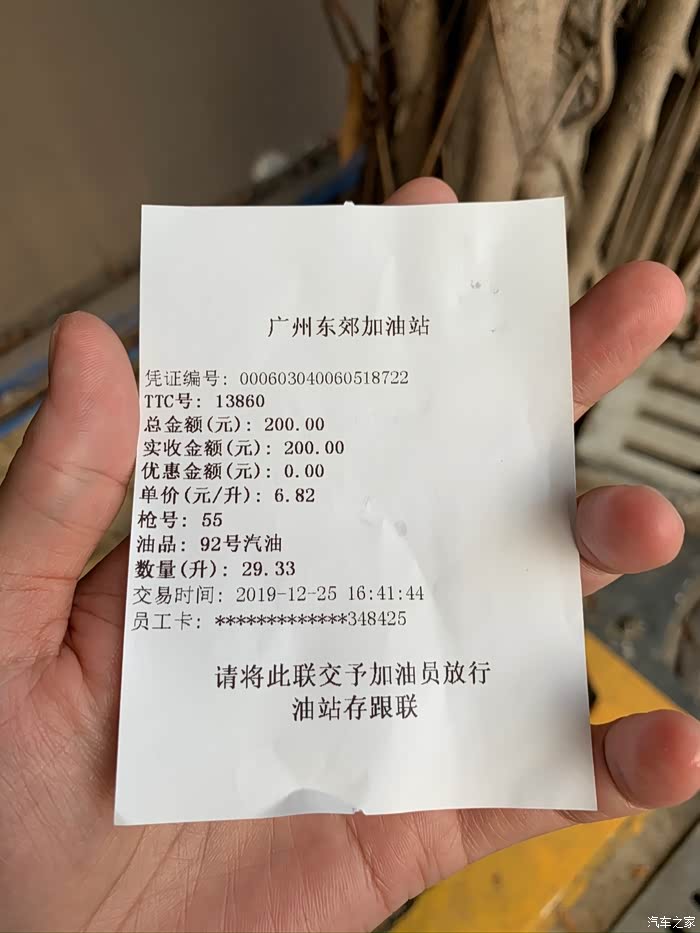 广州东郊加油站
凭证编号: 000603040060518722
TTC号: 13860
总金额(元): 200.00
实收金额(元): 200.00
优惠金额(元): 0.00
单价(元/升): 6.82
枪号: 55
油品: 92号汽油
数量(升): 29.33
交易时间: 2019-12-25 16:41:44
员工卡: *************348425
请将此联交予加油员放行
油站存跟联
汽车之家